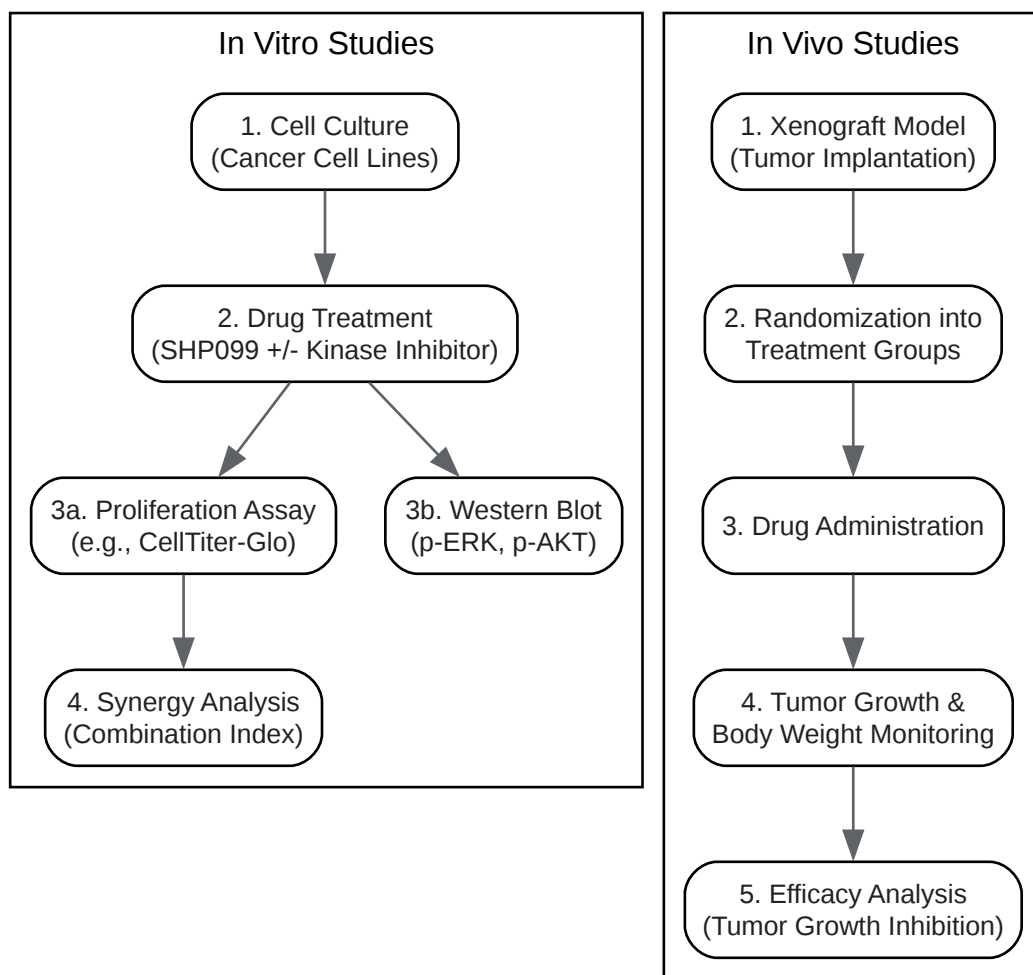 In Vitro Studies
1. Cell Culture
(Cancer Cell Lines)
2. Drug Treatment
(SHP099 +/- Kinase Inhibitor)
3a. Proliferation Assay
(e.g., CellTiter-Glo)
3b. Western Blot
(p-ERK, p-AKT)
4. Synergy Analysis
(Combination Index)
In Vivo Studies
1. Xenograft Model
(Tumor Implantation)
2. Randomization into
Treatment Groups
3. Drug Administration
4. Tumor Growth &
Body Weight Monitoring
5. Efficacy Analysis
(Tumor Growth Inhibition)